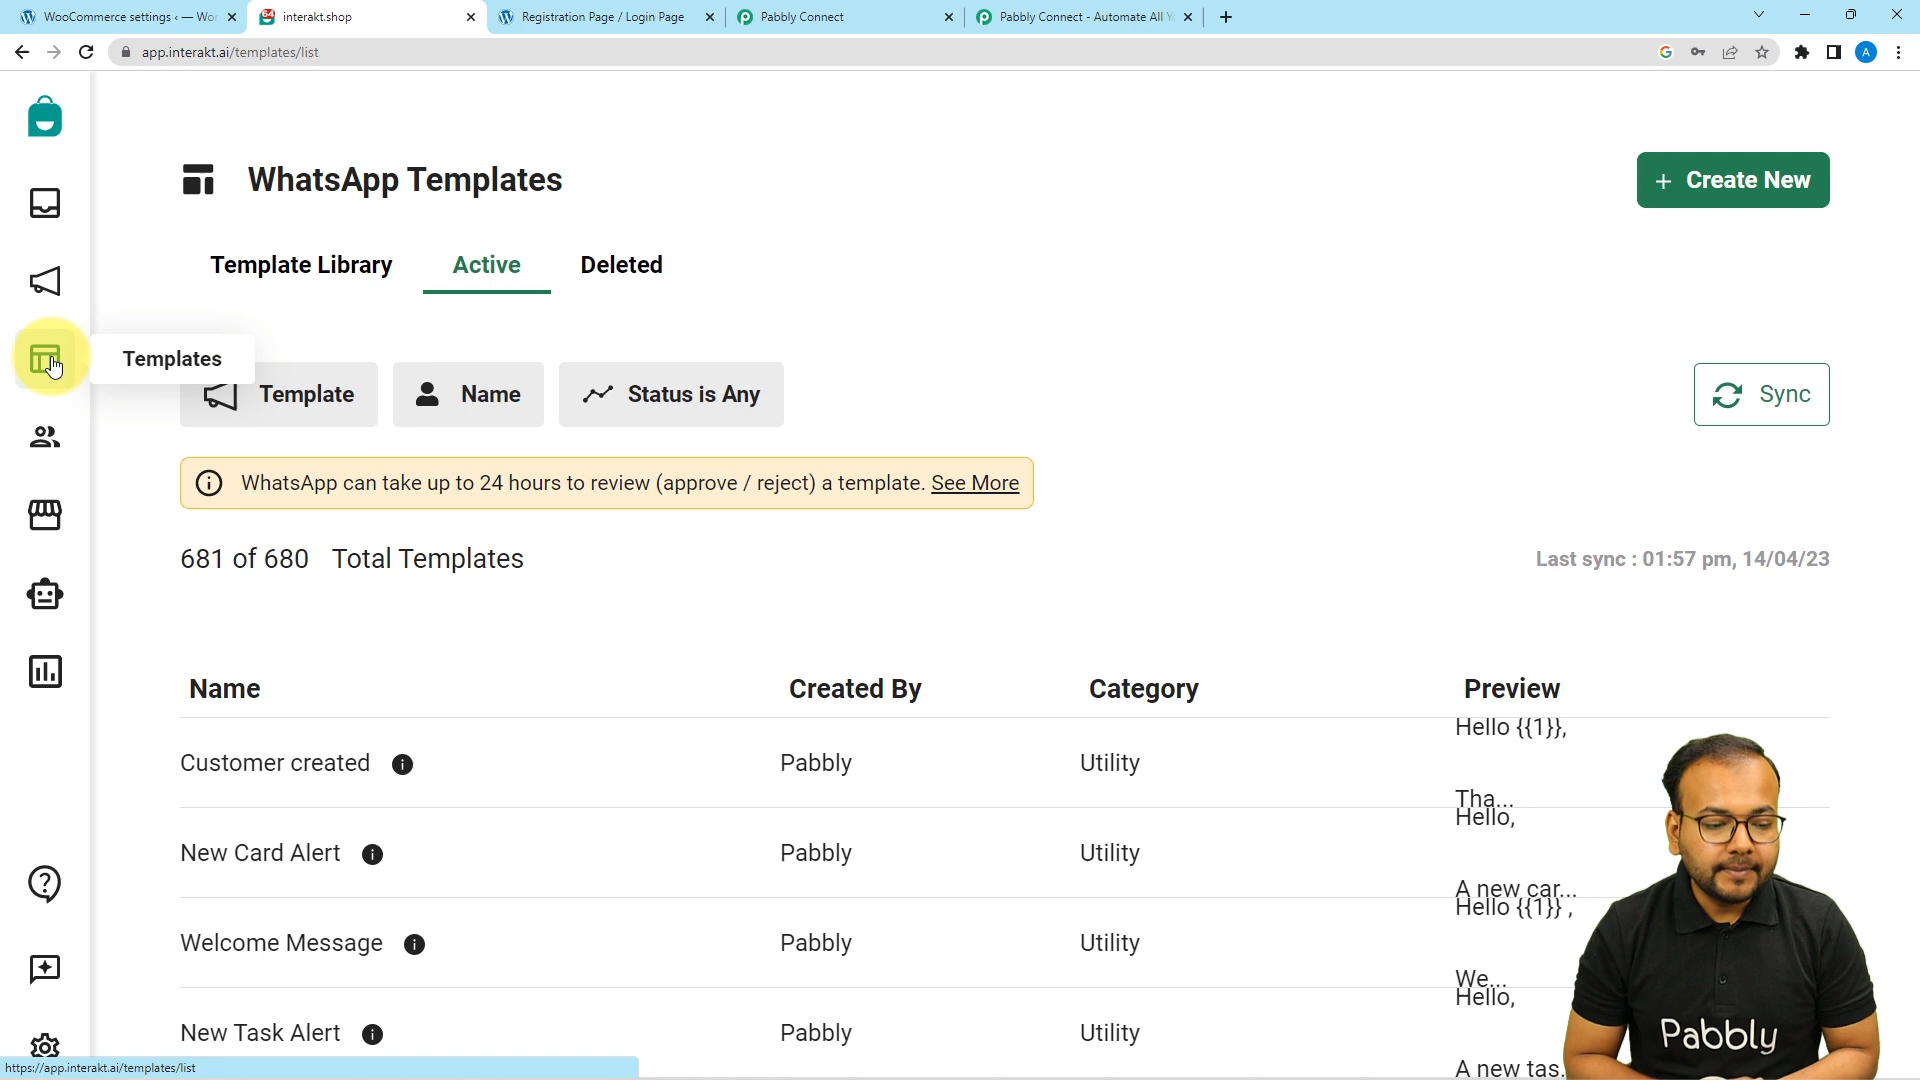 WooCommerce settings ‹ — Wor
interakt.shop
Registration Page / Login Page
Pabbly Connect
Pabbly Connect - Automate All Y
app.interakt.ai/templates/list
A
WhatsApp Templates
+ Create New
Template Library
Active
Deleted
Templates
Template
Name
Status is Any
Sync
WhatsApp can take up to 24 hours to review (approve / reject) a template. See More
681 of 680 Total Templates
Last sync : 01:57 pm, 14/04/23
Name Created By Category Preview
Hello {{1}},
Customer created Pabbly Utility
Tha...
Hello,
New Card Alert Pabbly Utility
A new car...
Hello {{1}} ,
Welcome Message Pabbly Utility
We...
Hello,
New Task Alert Pabbly Utility
A new tas.
Pabbly
https://app.interakt.ai/templates/list